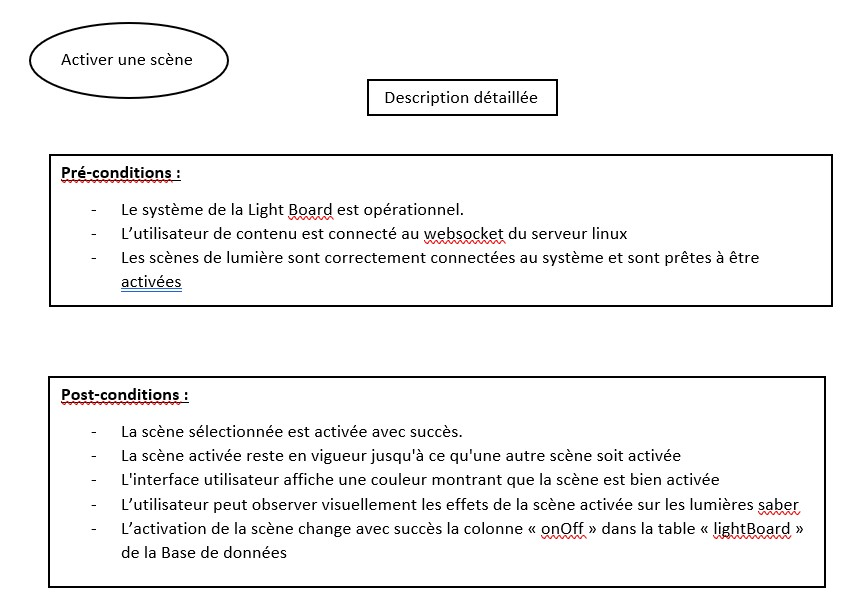 Activer une scène
Description détaillée
Pré-conditions :
- Le système de la Light Board est opérationnel.
- L’utilisateur de contenu est connecté au websocket du serveur linux
- Les scènes de lumière sont correctement connectées au système et sont prêtes à être
activées
Post-conditions :
- La scène sélectionnée est activée avec succès.
- La scène activée reste en vigueur jusqu'à ce qu'une autre scène soit activée
- L'interface utilisateur affiche une couleur montrant que la scène est bien activée
- L’utilisateur peut observer visuellement les effets de la scène activée sur les lumières saber
- L’activation de la scène change avec succès la colonne « onOff » dans la table « lightBoard »
de la Base de données